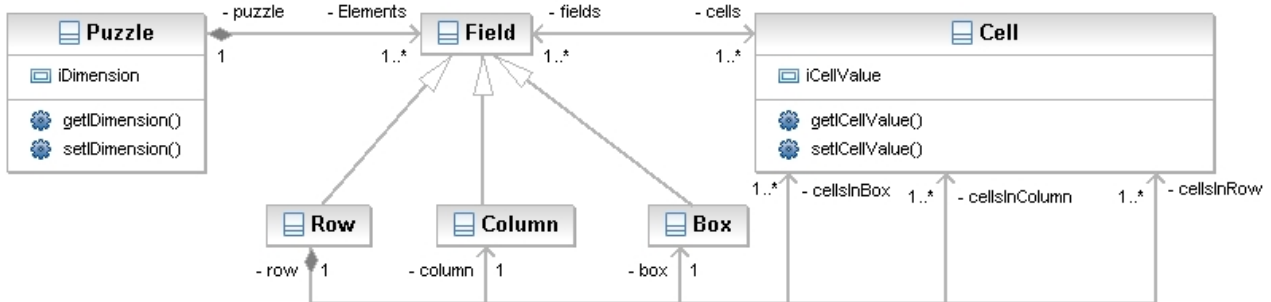 - puzzle
- Elements
- fields
- cells
Puzzle
Field
Cell
1
1..*
1..*
1..*
iDimension
iCellValue
getIDimension()
setIDimension()
getICellValue()
setICellValue()
1..*
- cellsInBox
1..*
- cellsInColumn
1..*
- cellsInRow
Row
Column
Box
- row
1
- column
1
- box
1